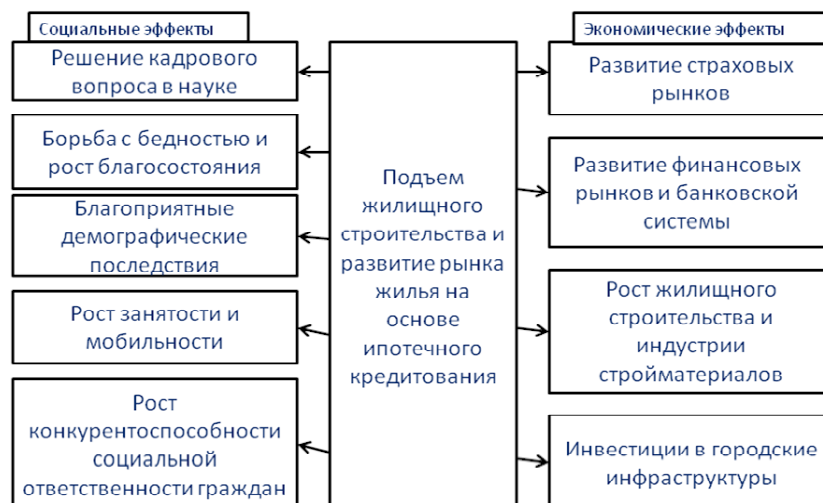 Социальные эффекты
Решение кадрового
вопроса в науке
Борьба с бедностью и
рост благосостояния
Благоприятные
демографические
последствия
Рост занятости и
мобильности
Рост
конкурентоспособности
социальной
ответственности граждан
Подъем
жилищного
строительства и
развитие рынка
жилья на
основе
ипотечного
кредитования
Экономические эффекты
Развитие страховых
рынков
Развитие финансовых
рынков и банковской
системы
Рост жилищного
строительства и
индустрии
стройматериалов
Инвестиции в городские
инфраструктуры